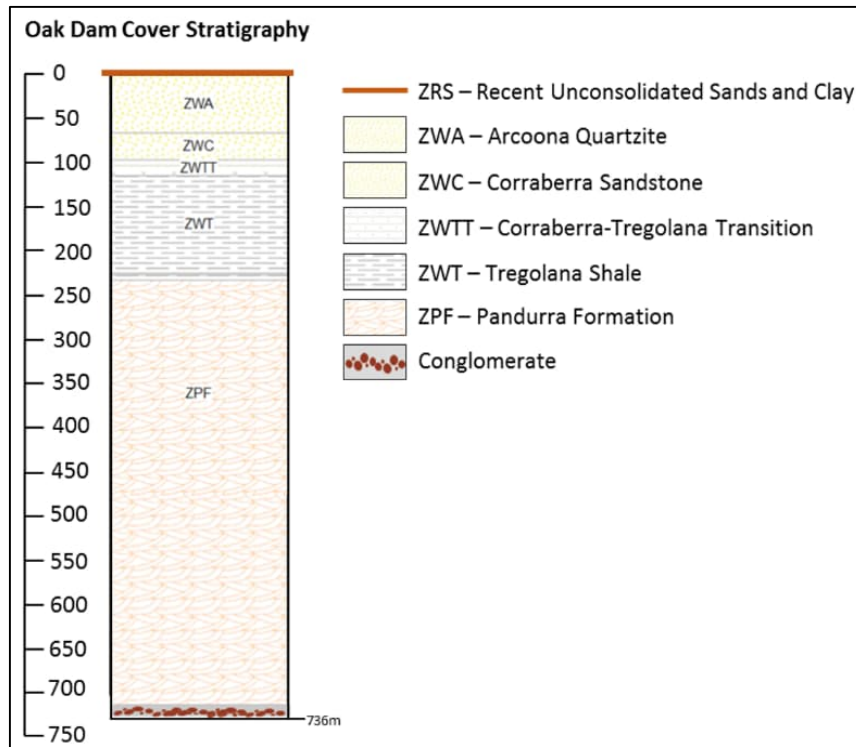 Oak Dam Cover Stratigraphy
0
50
100
150
200
250
300
350
400
450
500
550
600
650
700
750
ZWA
ZWC
ZWTT
ZWT
ZPF
736m
ZRS – Recent Unconsolidated Sands and Clay
ZWA – Arcoona Quartzite
ZWC – Corraberra Sandstone
ZWTT – Corraberra-Tregolana Transition
ZWT – Tregolana Shale
ZPF – Pandurra Formation
Conglomerate